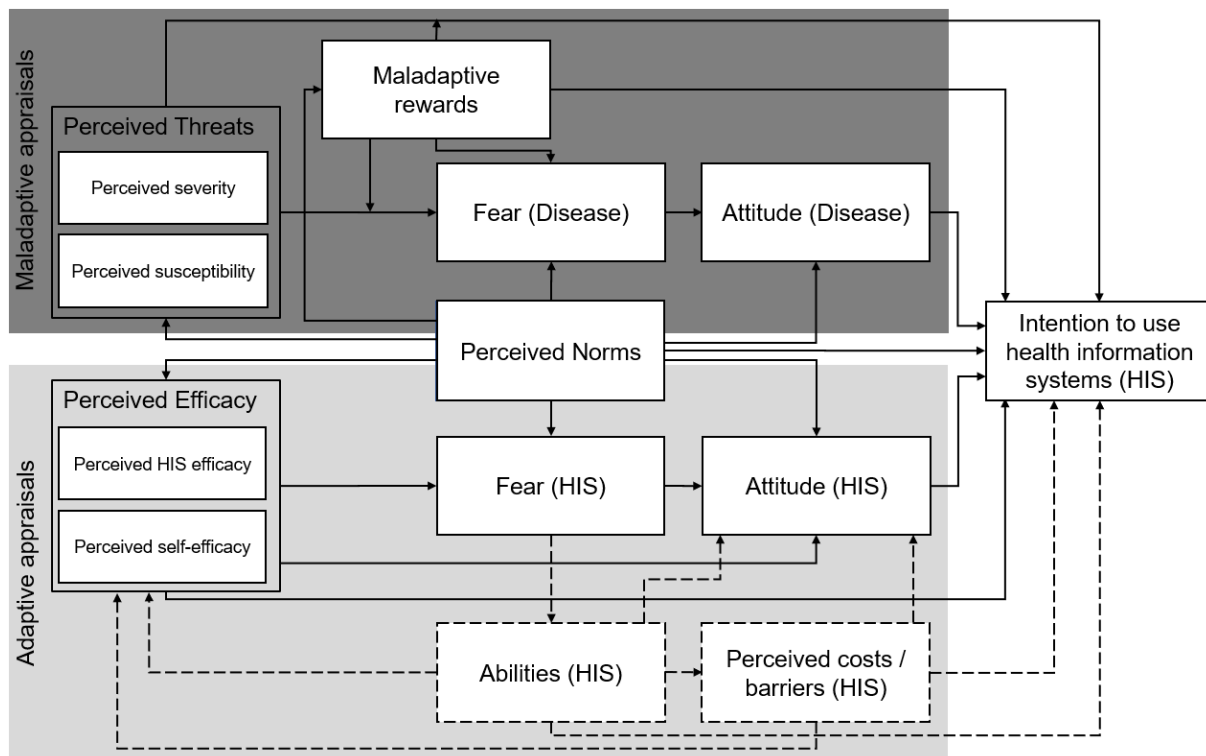 Maladaptive appraisals
Maladaptive
rewards
Perceived Threats
Perceived severity
Perceived susceptibility
Fear (Disease)
Attitude (Disease)
Perceived Norms
Intention to use
health information
systems (HIS)
Adaptive appraisals
Perceived Efficacy
Perceived HIS efficacy
Perceived self-efficacy
Fear (HIS)
Attitude (HIS)
Abilities (HIS)
Perceived costs /
barriers (HIS)